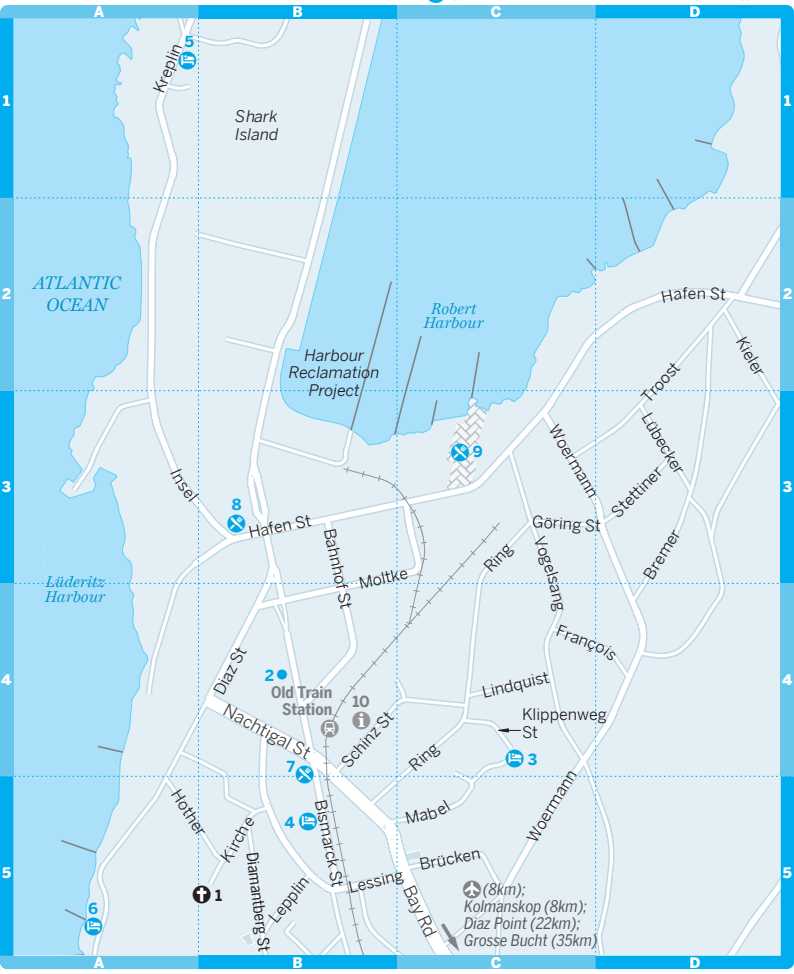 A
B
C
D
5
Kreplin
1
1
Shark
Island
ATLANTIC
OCEAN
2
2
Hafen St
Robert
Harbour
Kieler
Harbour
Reclamation
Project
Troost
Lübecker
Woermann
9
Insel
3
3
Stettiner
8
Hafen St
Göring St
Bahnhof St
Ring
Vogelsang
Bremer
Moltke
Lüderitz
Harbour
François
Diaz St
2
4
4
Lindquist
Old Train
Station
10
Klippenweg
St
Nachtigal St
Schinz St
Ring
3
7
Woermann
Hother
Bismarck St
Mabel
4
Kirche
Diamantberg St
Brücken
5
5
Lessing
1
Lepplin
Bay Rd
(8km);
Kolmanskop (8km);
Diaz Point (22km);
Grosse Bucht (35km)
6
A
B
C
D